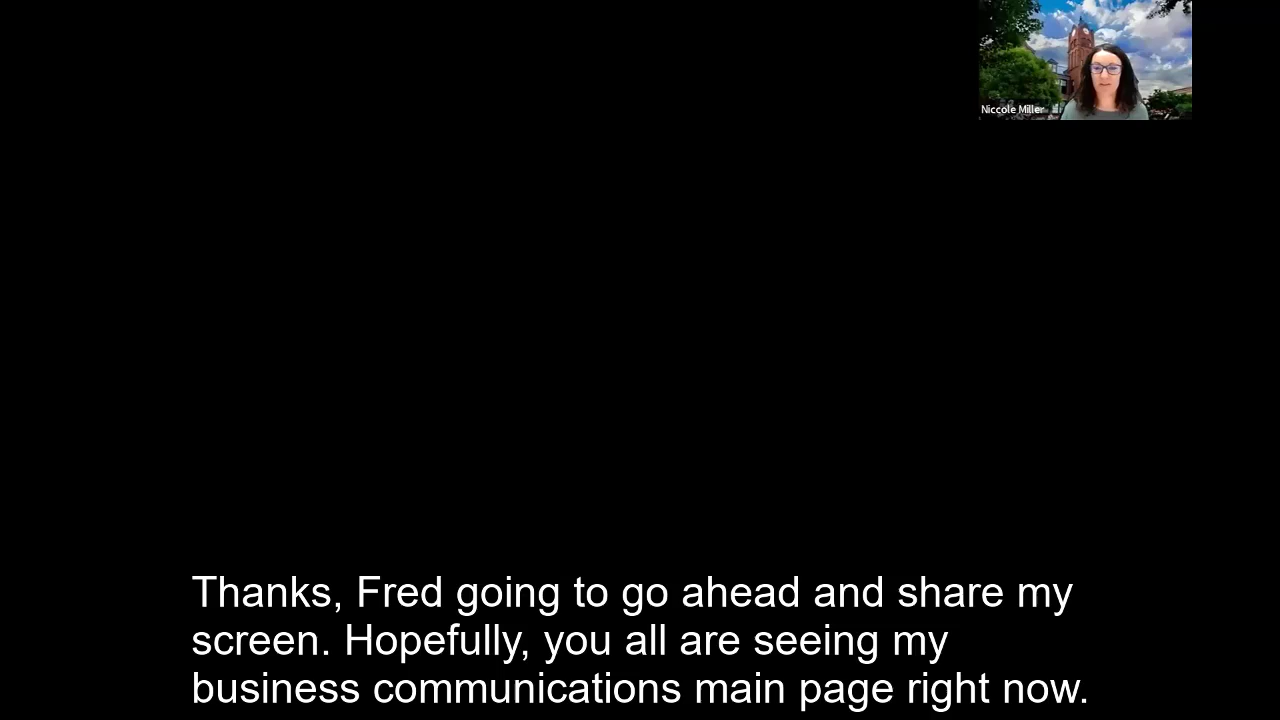 Niccole Miller
Thanks, Fred going to go ahead and share my
screen. Hopefully, you all are seeing my
business communications main page right now.